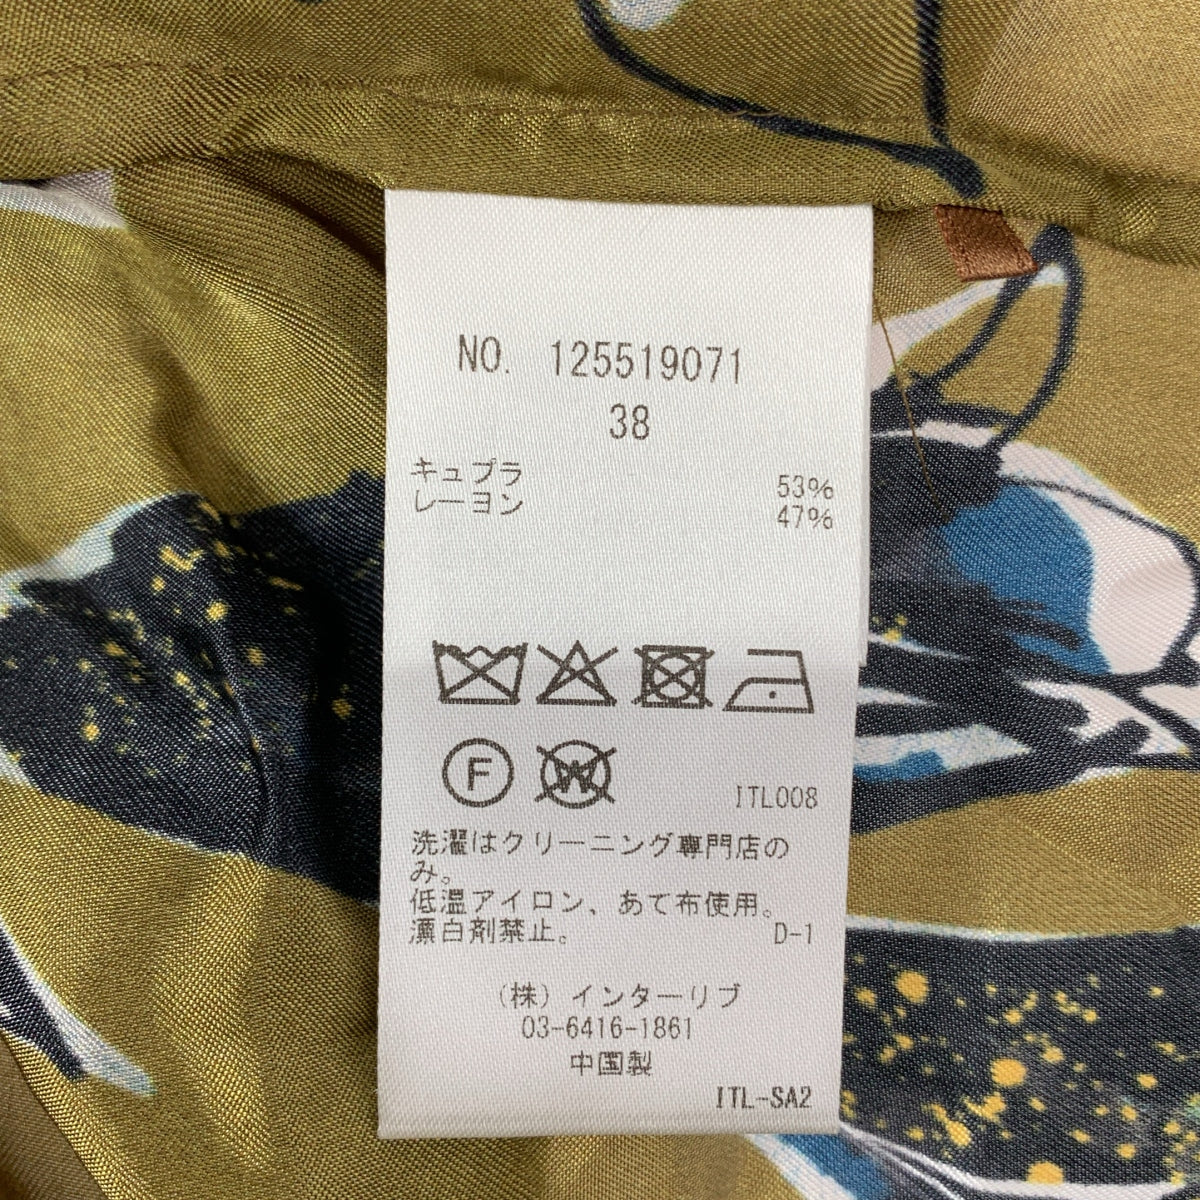 NO. 125519071
38
キュプラ 53%
レーヨン 47%
F W
ITL008
洗濯はクリーニング専門店の
み。
低温アイロン、あて布使用。
漂白剤禁止。 D-1
(株)インターリブ
03-6416-1861
中国製
ITL-SA2